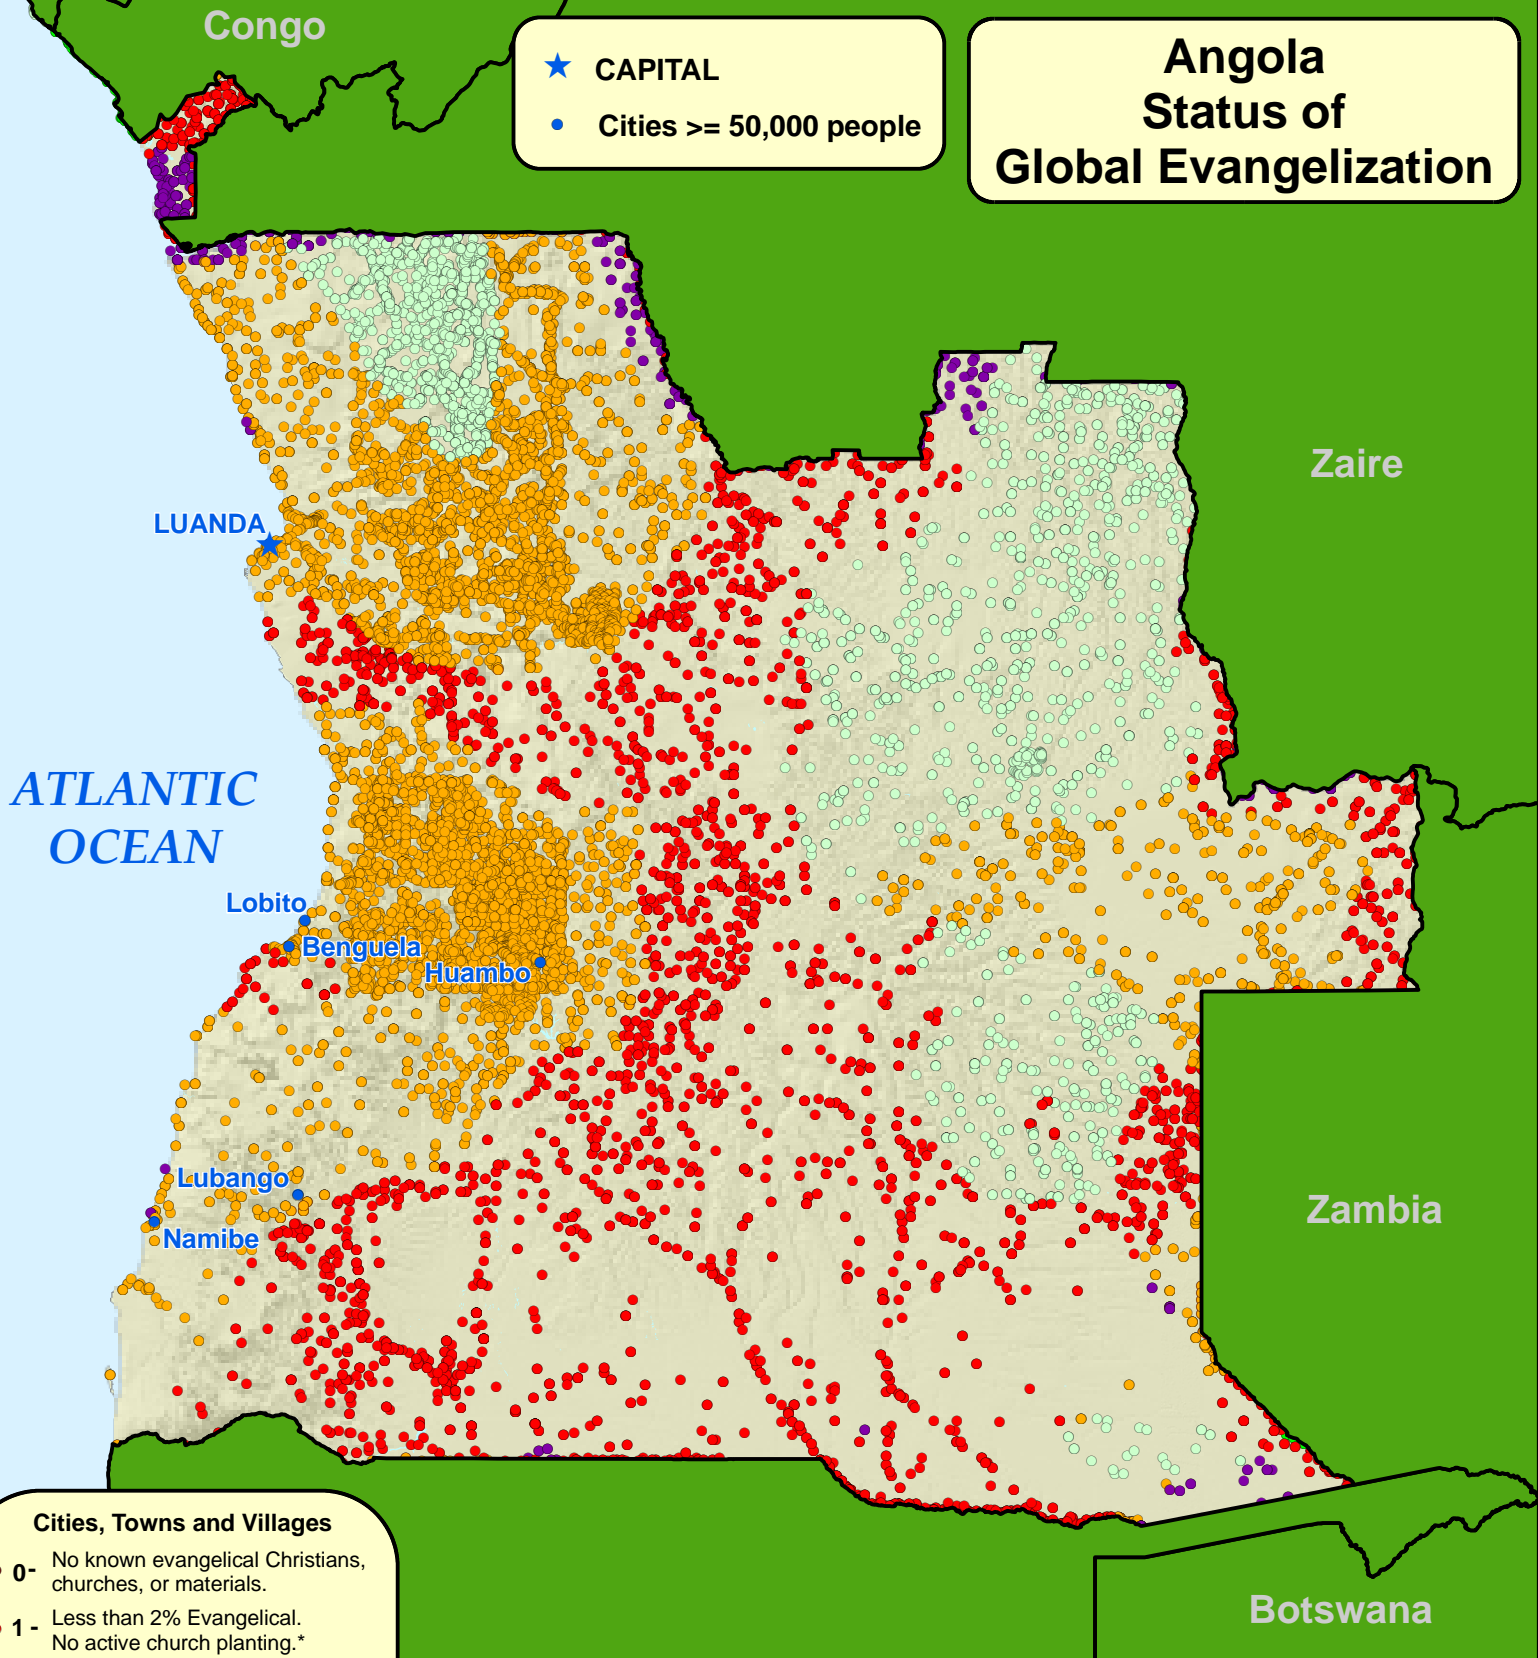 Congo
CAPITAL
Cities >= 50,000 people
Angola
Status of
Global Evangelization
Zaire
LUANDA
ATLANTIC
OCEAN
Lobito
Benguela
Huambo
Lubango
Namibe
Zambia
Botswana
Cities, Towns and Villages
0- No known evangelical Christians,
churches, or materials.
1 - Less than 2% Evangelical.
No active church planting.*